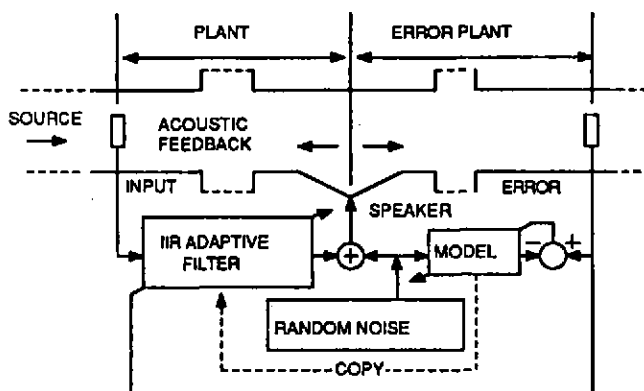 PLANT
ERROR PLANT
SOURCE
ACOUSTIC
FEEDBACK
INPUT
ERROR
SPEAKER
IIR ADAPTIVE
FILTER
+
MODEL
− +
RANDOM NOISE
COPY